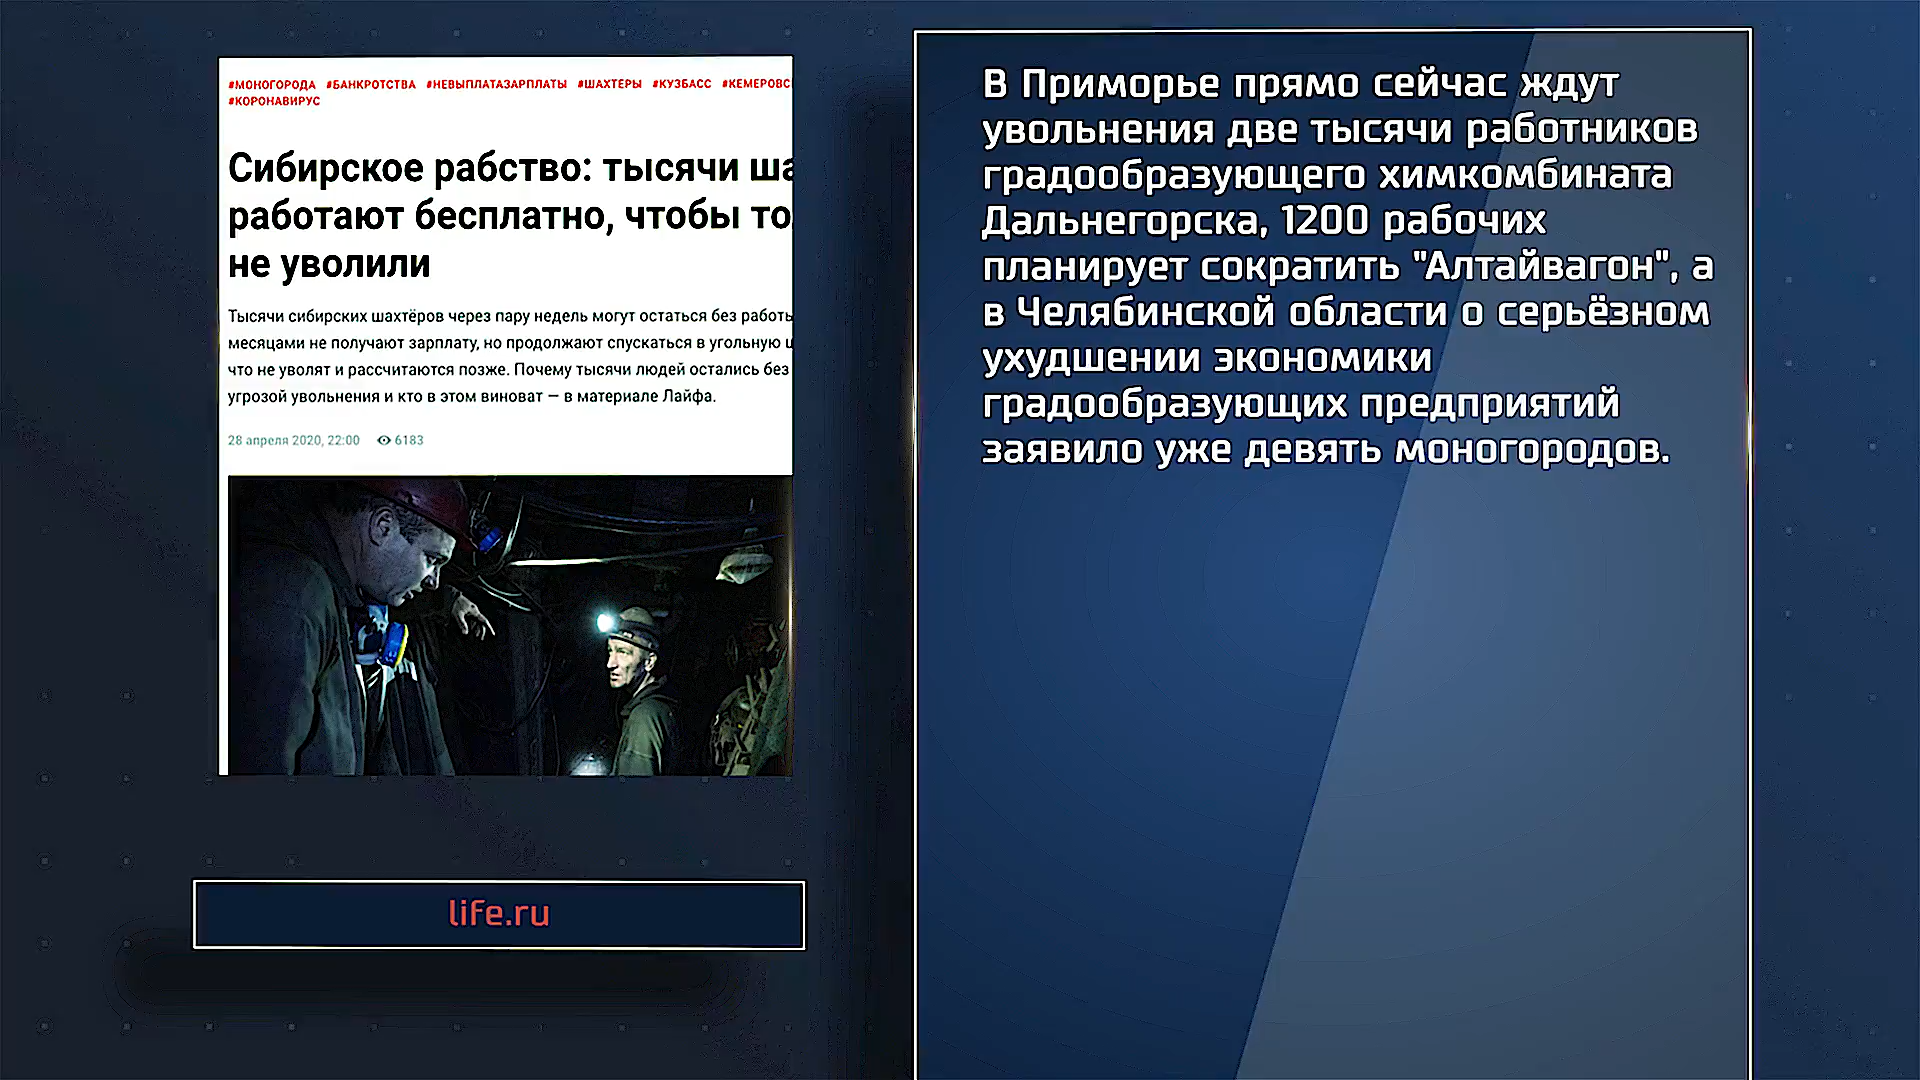 #МОНОГОРОДА #БАНКРОТСТВА #НЕВЫПЛАТАЗАРПЛАТЫ #ШАХТЕРЫ #КУЗБАСС #КЕМЕРОВС
#КОРОНАВИРУС
Сибирское рабство: тысячи ша
работают бесплатно, чтобы то
не уволили
Тысячи сибирских шахтёров через пару недель могут остаться без работы
месяцами не получают зарплату, но продолжают спускаться в угольную
что не уволят и рассчитаются позже. Почему тысячи людей остались без
угрозой увольнения и кто в этом виноват — в материале Лайфа.
28 апреля 2020, 22:00 6183
life.ru
В Приморье прямо сейчас ждут
увольнения две тысячи работников
градообразующего химкомбината
Дальнегорска, 1200 рабочих
планирует сократить "Алтайвагон", а
в Челябинской области о серьёзном
ухудшении экономики
градообразующих предприятий
заявило уже девять моногородов.